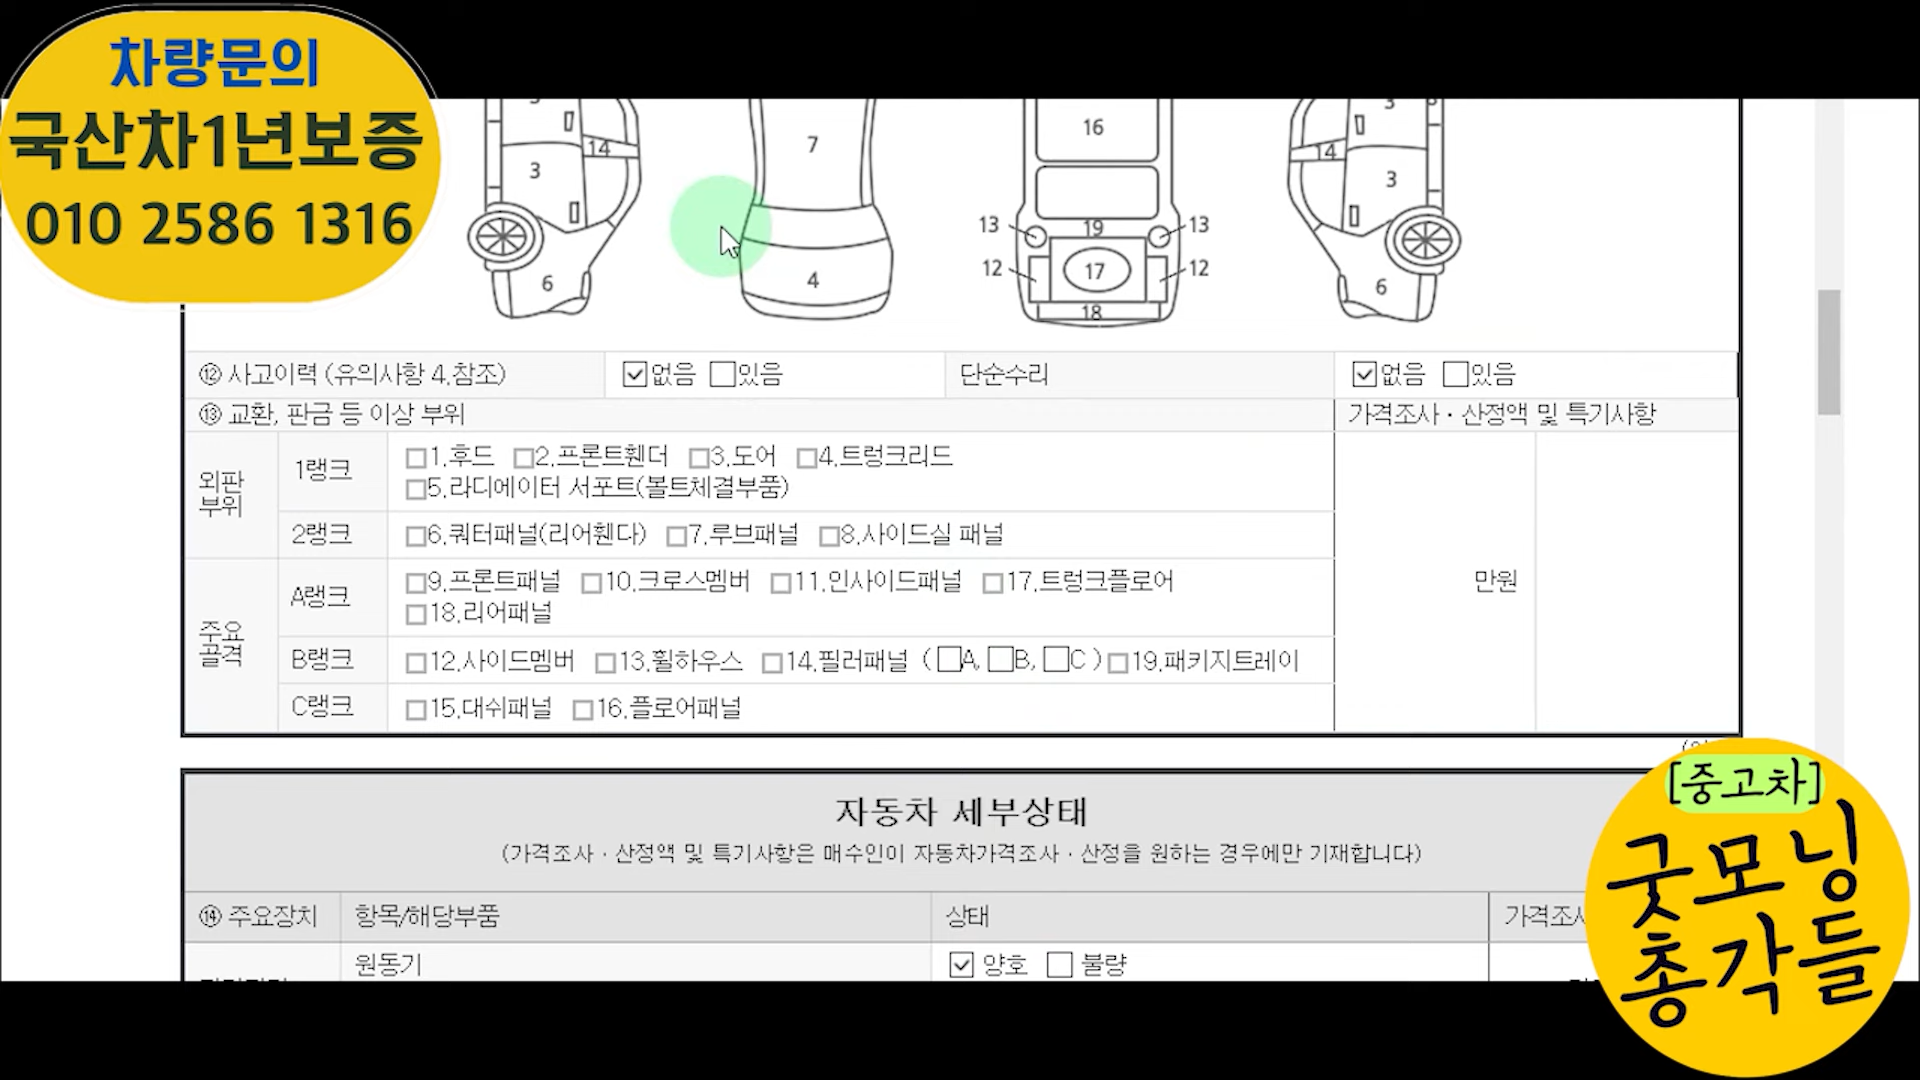 차량문의
국산차1년보증
010 2586 1316
3 14 7 16 14 3
3 3
13 19 13
12 17 12
6 4 18 6
⑫ 사고이력 (유의사항 4.참조) 없음 있음 단순수리 없음 있음
⑬ 교환, 판금 등 이상 부위 가격조사·산정액 및 특기사항
외판 부위 1랭크 1.후드 2.프론트휀더 3.도어 4.트렁크리드
5.라디에이터 서포트(볼트체결부품)
2랭크 6.쿼터패널(리어휀다) 7.루브패널 8.사이드실 패널
주요 골격 A랭크 9.프론트패널 10.크로스멤버 11.인사이드패널 17.트렁크플로어
18.리어패널
만원
B랭크 12.사이드멤버 13.휠하우스 14.필러패널 ( A, B, C ) 19.패키지트레이
C랭크 15.대쉬패널 16.플로어패널
자동차 세부상태
(가격조사·산정액 및 특기사항은 매수인이 자동차가격조사·산정을 원하는 경우에만 기재합니다)
⑭ 주요장치 항목/해당부품 상태 가격조사
원동기 양호 불량
[중고차]
굿모닝
총각들